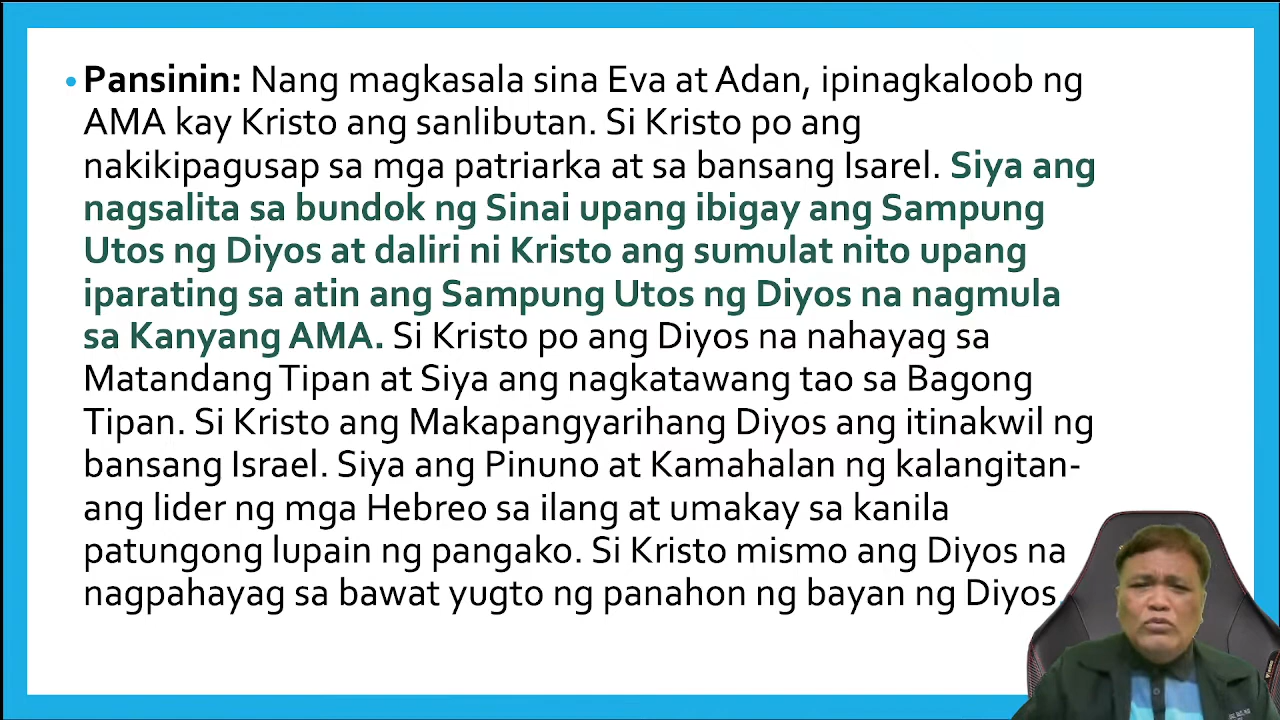 • Pansinin: Nang magkasala sina Eva at Adan, ipinagkaloob ng
AMA kay Kristo ang sanlibutan. Si Kristo po ang
nakikipagusap sa mga patriarka at sa bansang Isarel. Siya ang
nagsalita sa bundok ng Sinai upang ibigay ang Sampung
Utos ng Diyos at daliri ni Kristo ang sumulat nito upang
iparating sa atin ang Sampung Utos ng Diyos na nagmula
sa Kanyang AMA. Si Kristo po ang Diyos na nahayag sa
Matandang Tipan at Siya ang nagkatawang tao sa Bagong
Tipan. Si Kristo ang Makapangyarihang Diyos ang itinakwil ng
bansang Israel. Siya ang Pinuno at Kamahalan ng kalangitan-
ang lider ng mga Hebreo sa ilang at umakay sa kanila
patungong lupain ng pangako. Si Kristo mismo ang Diyos na
nagpahayag sa bawat yugto ng panahon ng bayan ng Diyos